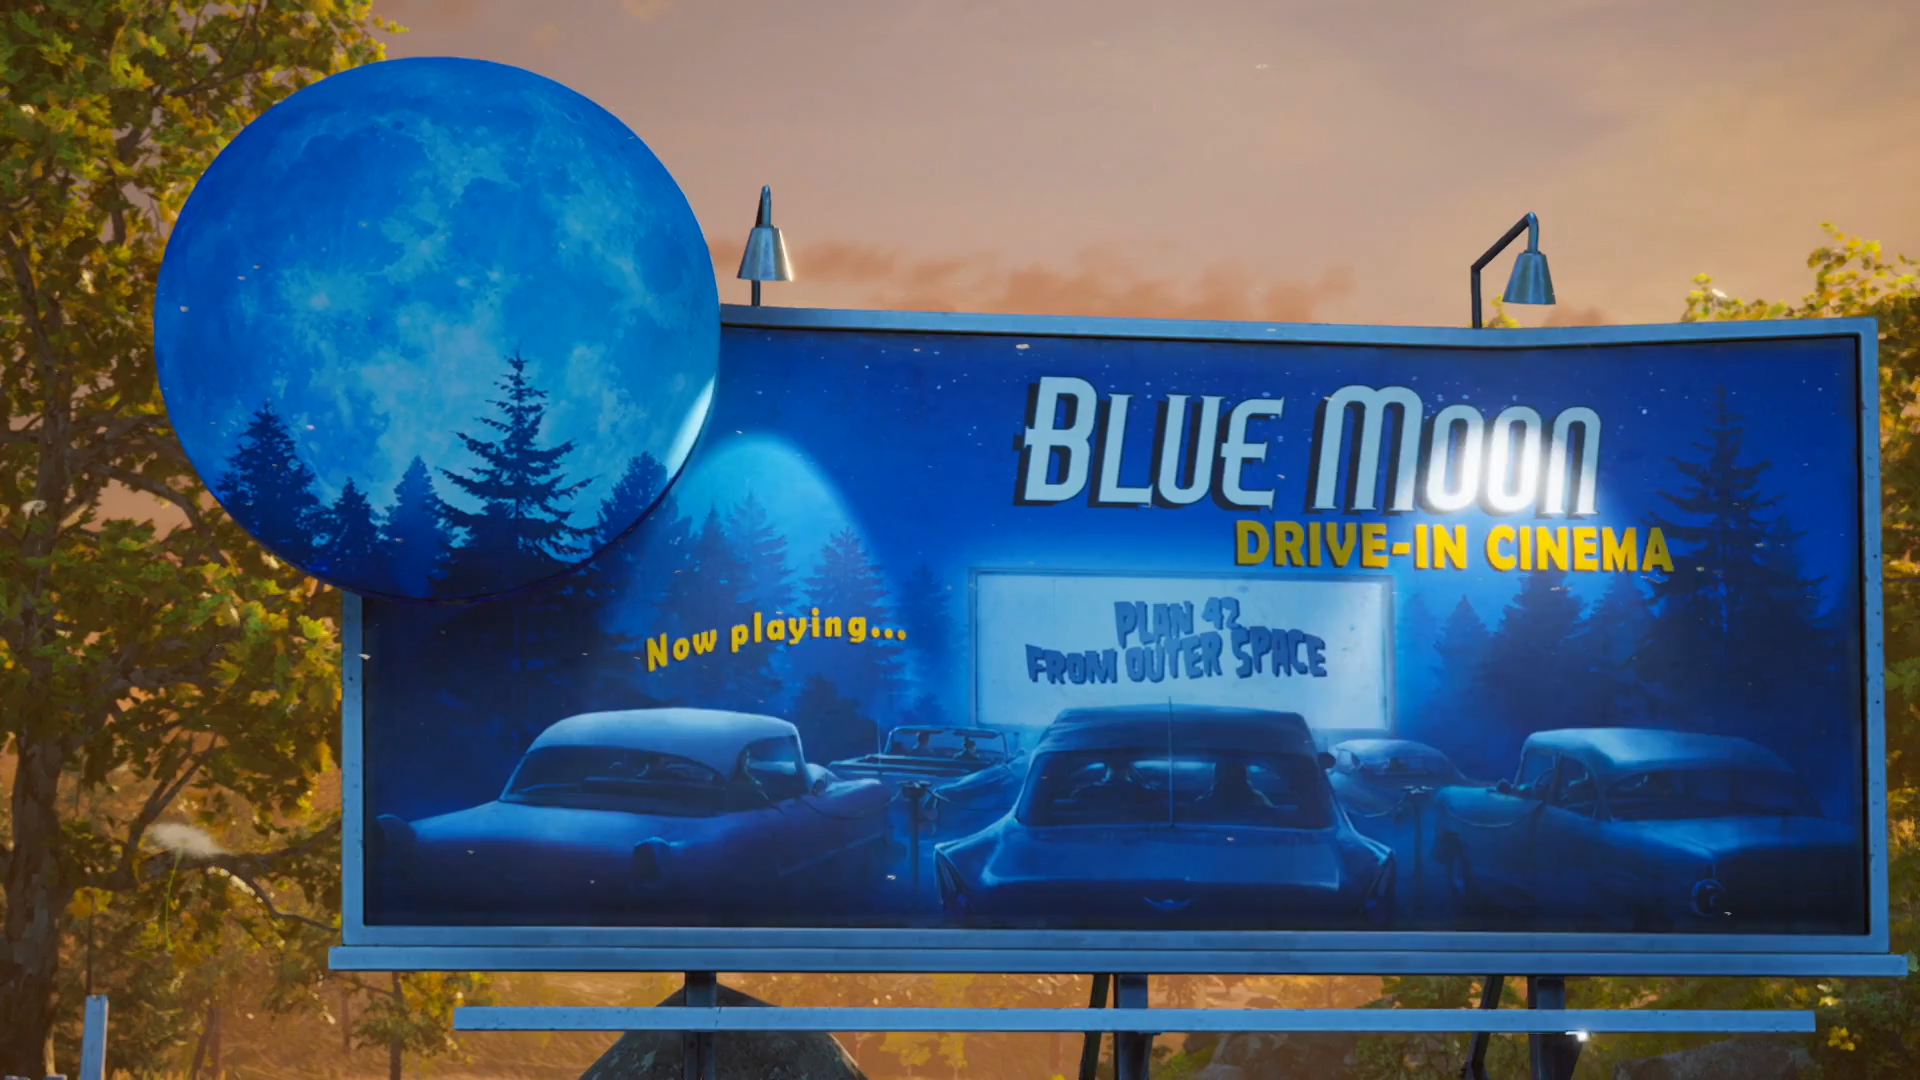 BLUE MOON
DRIVE-IN CINEMA
Now playing...
PLAN 42
FROM OUTER SPACE